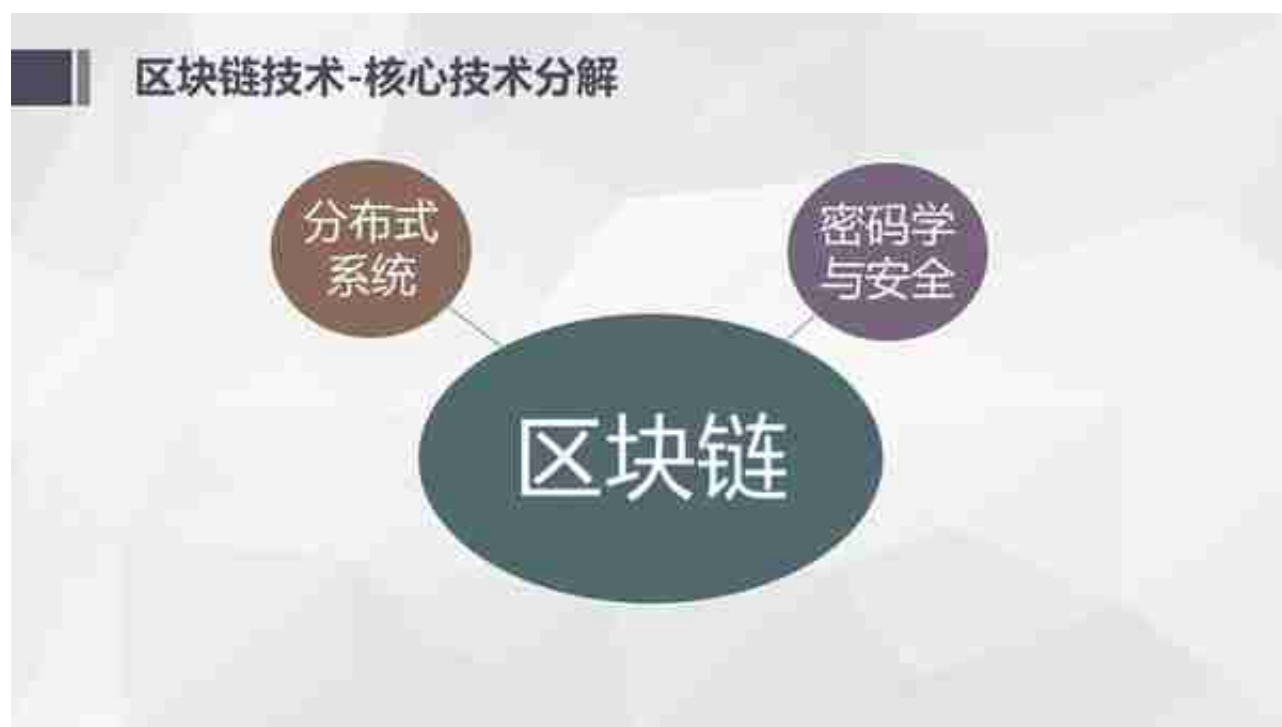 区块链技术-核心技术分解
分布式
系统
密码学
与安全
区块链